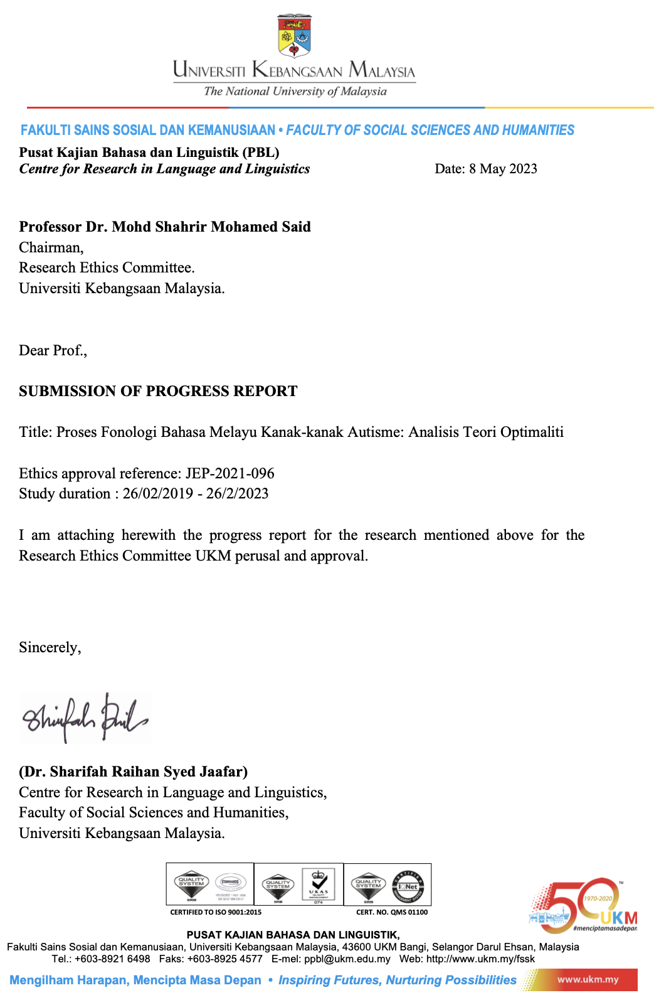 UNIVERSITI KEBANGSAAN MALAYSIA
The National University of Malaysia
FAKULTI SAINS SOSIAL DAN KEMANUSIAAN • FACULTY OF SOCIAL SCIENCES AND HUMANITIES
Pusat Kajian Bahasa dan Linguistik (PBL)
Centre for Research in Language and Linguistics
Date: 8 May 2023
Professor Dr. Mohd Shahrir Mohamed Said
Chairman,
Research Ethics Committee.
Universiti Kebangsaan Malaysia.
Dear Prof.,
SUBMISSION OF PROGRESS REPORT
Title: Proses Fonologi Bahasa Melayu Kanak-kanak Autisme: Analisis Teori Optimaliti
Ethics approval reference: JEP-2021-096
Study duration : 26/02/2019 - 26/2/2023
I am attaching herewith the progress report for the research mentioned above for the
Research Ethics Committee UKM perusal and approval.
Sincerely,
(Dr. Sharifah Raihan Syed Jaafar)
Centre for Research in Language and Linguistics,
Faculty of Social Sciences and Humanities,
Universiti Kebangsaan Malaysia.
QUALITY SYSTEM
STANDARDS
QUALITY SYSTEM
UKAS
QUALITY MANAGEMENT
074
QUALITY SYSTEM
CERTIFIED
IQNet
MANAGEMENT SYSTEM
CERTIFIED TO ISO 9001:2015
CERT. NO. QMS 01100
50
TM
1970-2020
UKM
#menciptamasadepan
PUSAT KAJIAN BAHASA DAN LINGUISTIK,
Fakulti Sains Sosial dan Kemanusiaan, Universiti Kebangsaan Malaysia, 43600 UKM Bangi, Selangor Darul Ehsan, Malaysia
Tel.: +603-8921 6498 Faks: +603-8925 4577 E-mel: ppbl@ukm.edu.my Web: http://www.ukm.my/fssk
Mengilham Harapan, Mencipta Masa Depan • Inspiring Futures, Nurturing Possibilities
www.ukm.my